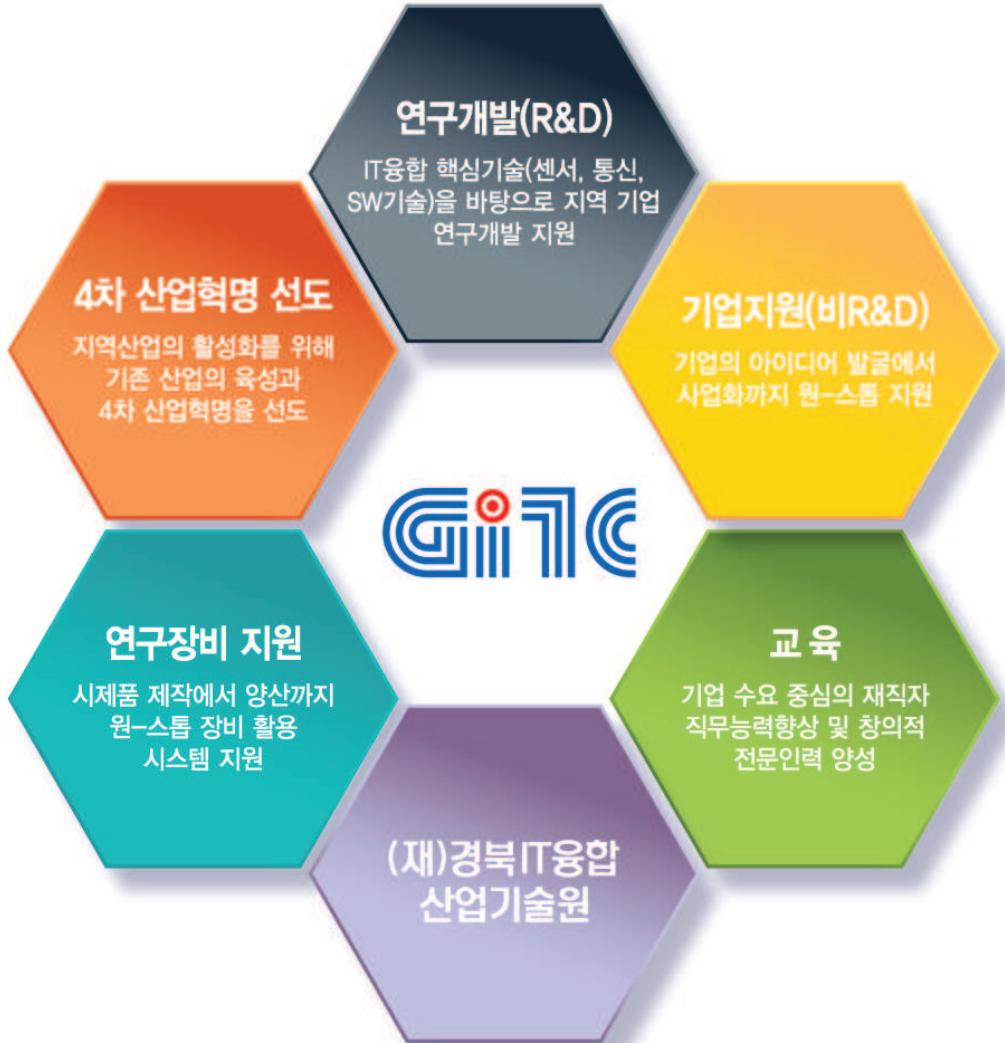 연구개발(R&D)
IT융합 핵심기술(센서, 통신,
SW기술)을 바탕으로 지역 기업
연구개발 지원
4차 산업혁명 선도
지역산업의 활성화를 위해
기존 산업의 육성과
4차 산업혁명을 선도
기업지원(비R&D)
기업의 아이디어 발굴에서
사업화까지 원-스톱 지원
GITC
연구장비 지원
시제품 제작에서 양산까지
원-스톱 장비 활용
시스템 지원
교육
기업 수요 중심의 재직자
직무능력향상 및 창의적
전문인력 양성
(재)경북IT융합
산업기술원